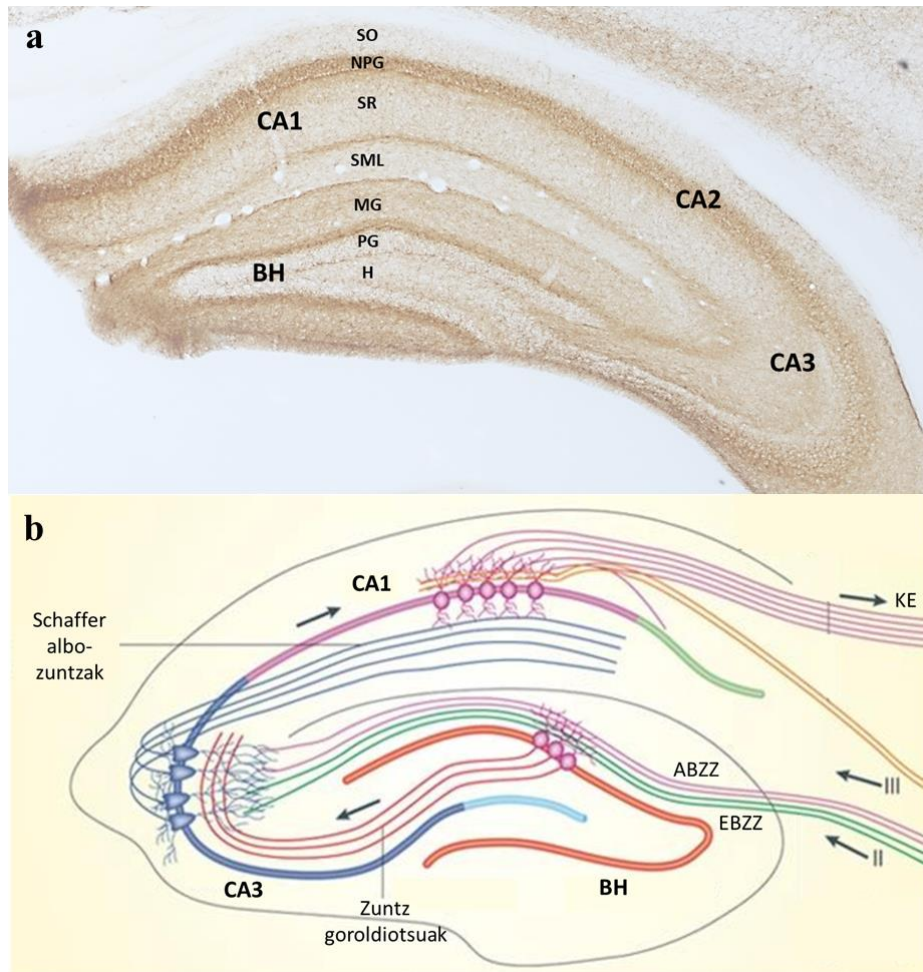 a
SO
NPG
SR
CA1
SML
CA2
MG
PG
BH
H
CA3
b
CA1
KE
Schaffer
albo-
zuntzak
ABZZ
III
EBZZ
II
CA3
BH
Zuntz
goroldiotsuak